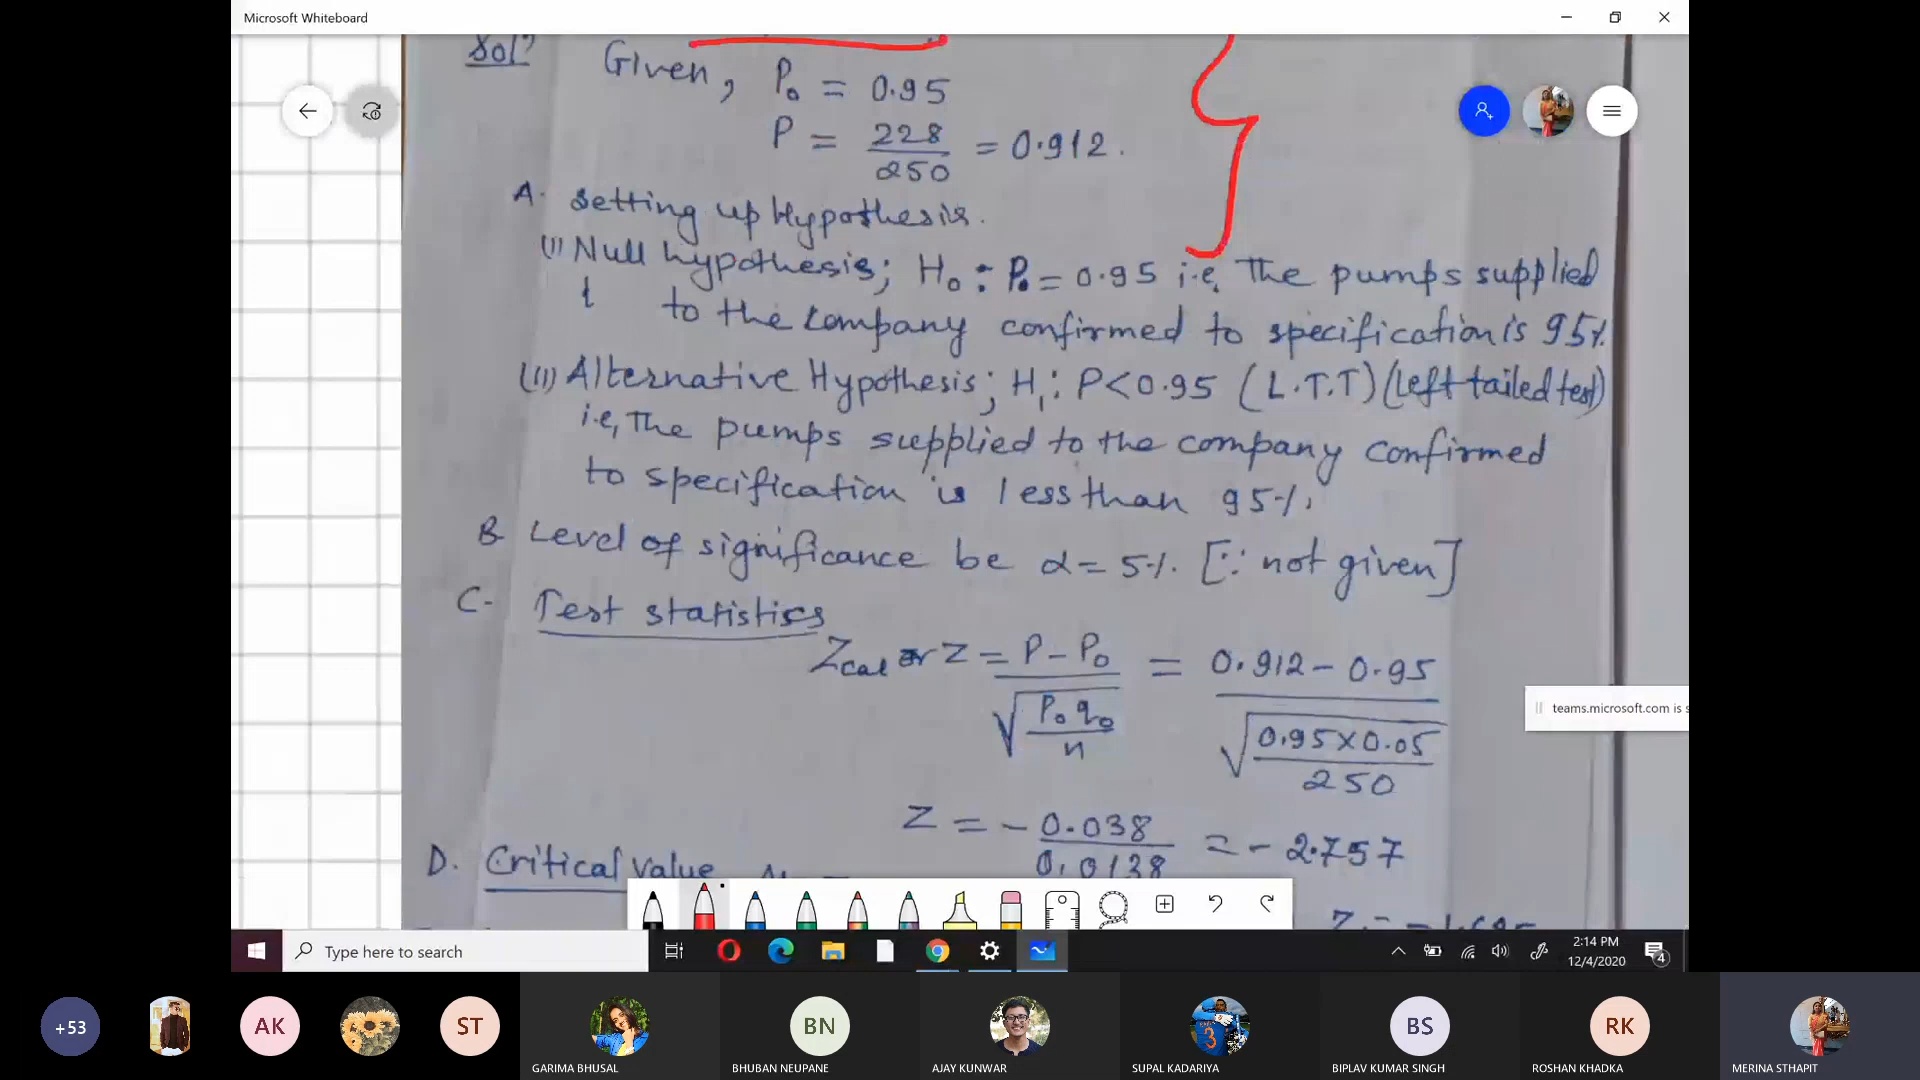 Microsoft Whiteboard
Sol?
Given, P₀ = 0.95
P = 228/250 = 0.912.
A. Setting up Hypothesis.
(i) Null hypothesis; H₀ : P = 0.95 i.e. The pumps supplied
to the company confirmed to specification is 95%
(ii) Alternative Hypothesis; H₁: P<0.95 (L.T.T) (left tailed test)
i.e, The pumps supplied to the company confirmed
to specification is less than 95%.
B. Level of significance be α = 5%. [∵ not given]
C. Test statistics
Zcal or Z = P - P₀ / √(P₀ q₀ / n) = 0.912 - 0.95 / √(0.95×0.05 / 250)
teams.microsoft.com is s
Z = - 0.038 / 0.0138 = - 2.757
D. Critical value
Type here to search
2:14 PM
12/4/2020
4
+53
AK
ST
BN
3
BS
RK
GARIMA BHUSAL
BHUBAN NEUPANE
AJAY KUNWAR
SUPAL KADARIYA
BIPLAV KUMAR SINGH
ROSHAN KHADKA
MERINA STHAPIT